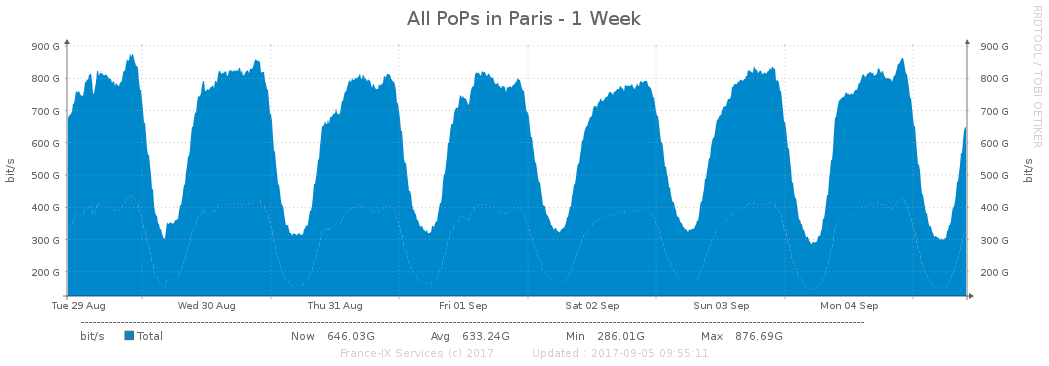 All PoPs in Paris - 1 Week
RRDTOOL / TOBI OETIKER
bit/s
900 G
800 G
700 G
600 G
500 G
400 G
300 G
200 G
900 G
800 G
700 G
600 G
500 G
400 G
300 G
200 G
bit/s
Tue 29 Aug Wed 30 Aug Thu 31 Aug Fri 01 Sep Sat 02 Sep Sun 03 Sep Mon 04 Sep
bit/s Total Now 646.03G Avg 633.24G Min 286.01G Max 876.69G
France-IX Services (c) 2017 Updated : 2017-09-05 09:55:11